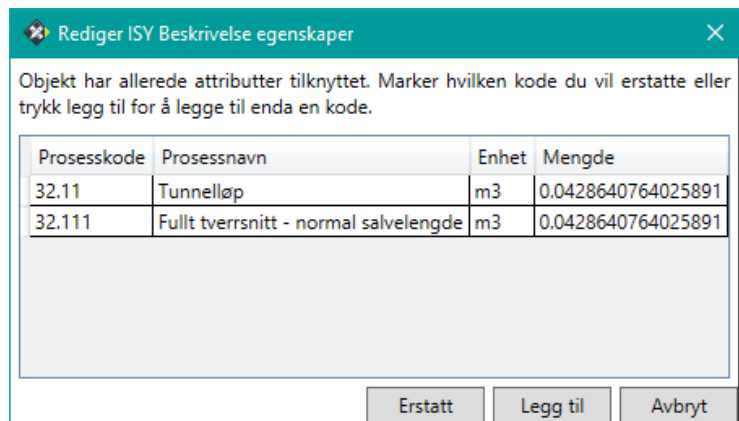 Rediger ISY Beskrivelse egenskaper
Objekt har allerede attributter tilknyttet. Marker hvilken kode du vil erstatte eller
trykk legg til for å legge til enda en kode.
Prosesskode Prosessnavn Enhet Mengde
32.11 Tunnelløp m3 0.0428640764025891
32.111 Fullt tverrsnitt - normal salvelengde m3 0.0428640764025891
Erstatt Legg til Avbryt